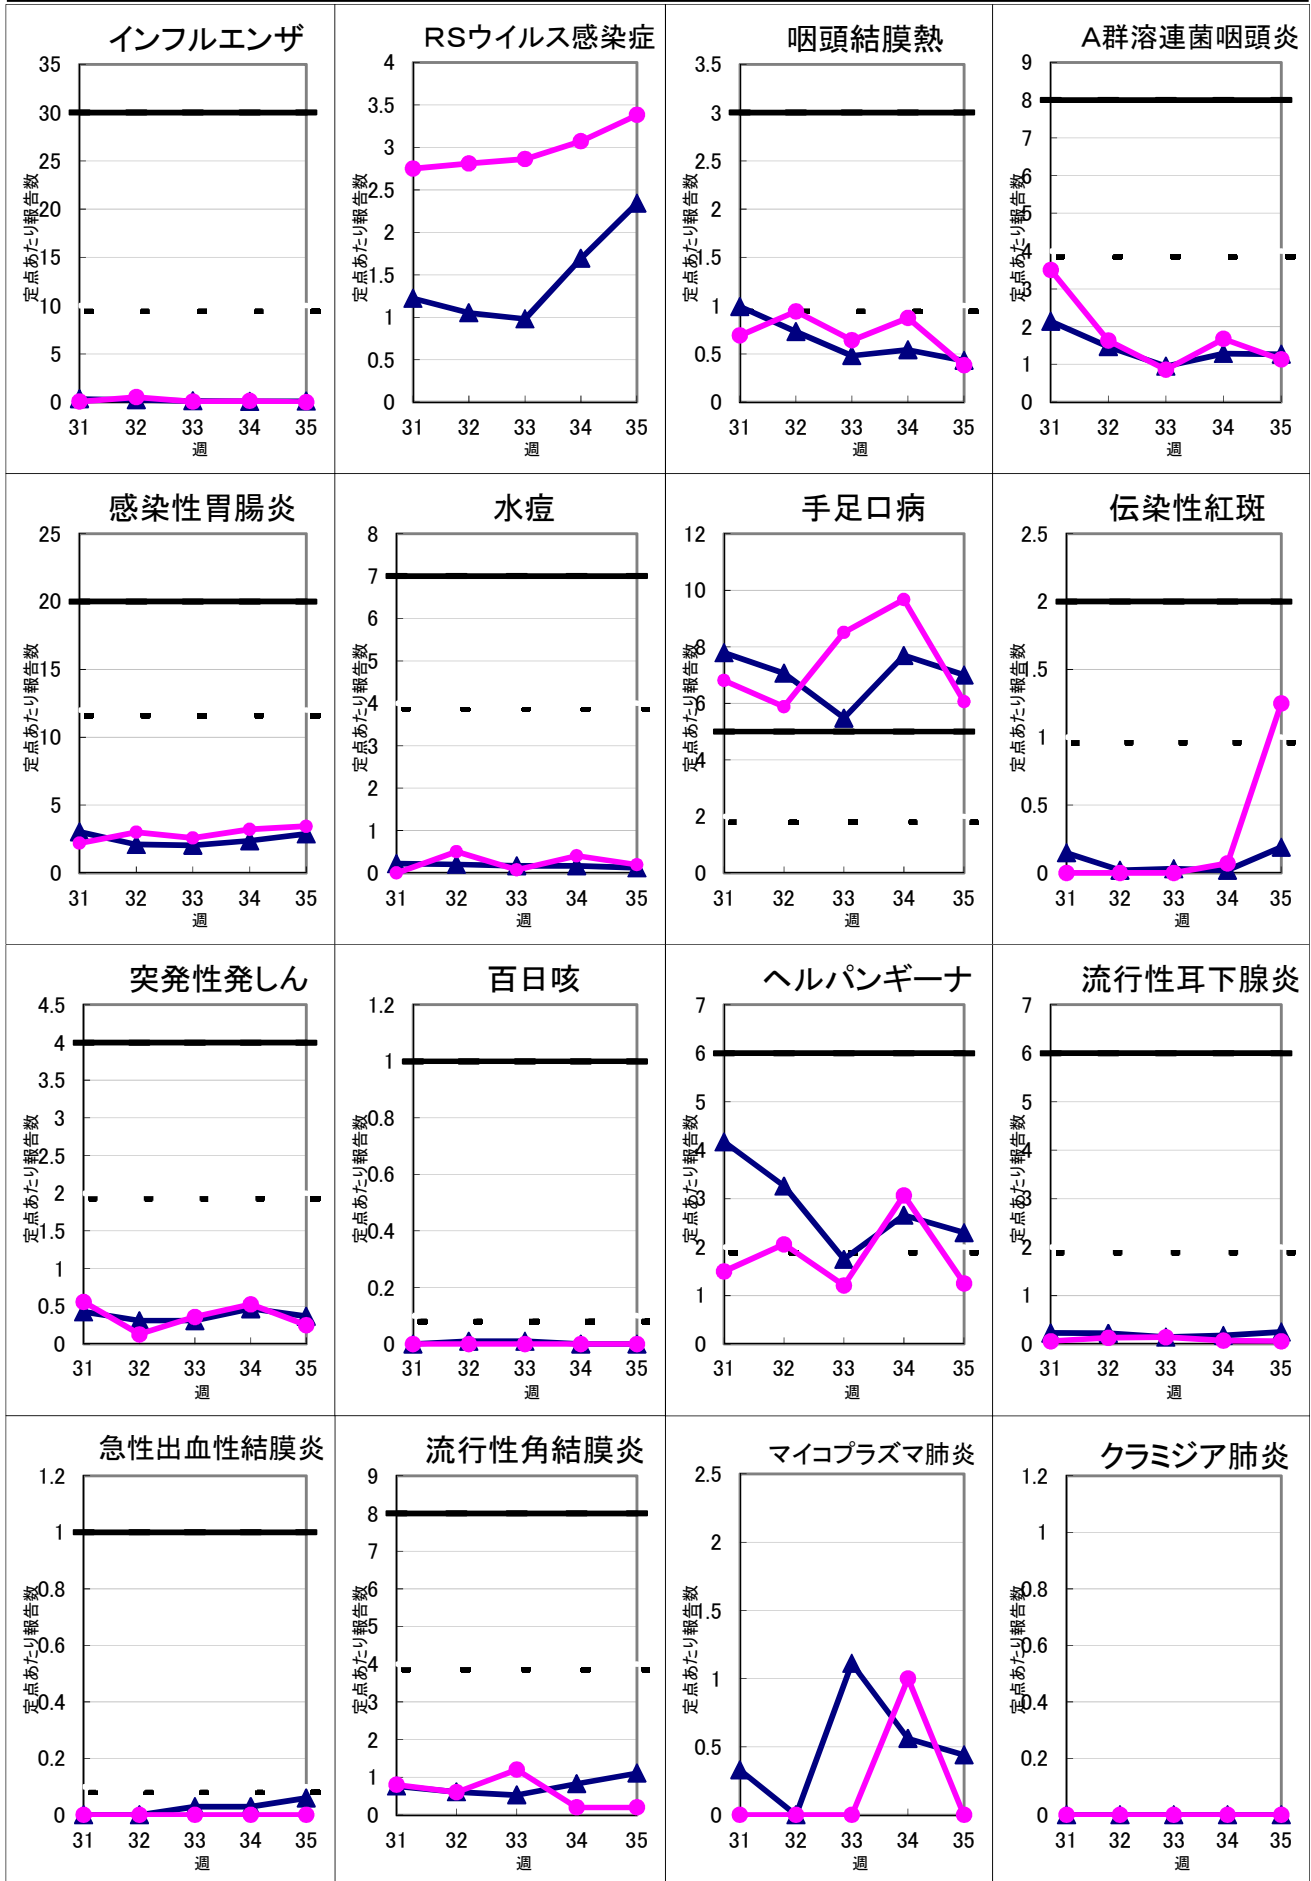 インフルエンザ
35
30
25
20
15
10
5
0
定点あたり報告数
31 32 33 34 35
週
RSウイルス感染症
4
3.5
3
2.5
2
1.5
1
0.5
0
定点あたり報告数
31 32 33 34 35
咽頭結膜熱
3.5
3
2.5
2
1.5
1
0.5
0
定点あたり報告数
31 32 33 34 35
週
A群溶連菌咽頭炎
9
8
7
6
5
4
3
2
1
0
定点あたり報告数
31 32 33 34 35
週
感染性胃腸炎
25
20
15
10
5
0
定点あたり報告数
31 32 33 34 35
週
水痘
8
7
6
5
4
3
2
1
0
定点あたり報告数
31 32 33 34 35
週
手足口病
12
10
8
6
4
2
0
定点あたり報告数
31 32 33 34 35
週
伝染性紅斑
2.5
2
1.5
1
0.5
0
定点あたり報告数
31 32 33 34 35
週
突発性発しん
4.5
4
3.5
3
2.5
2
1.5
1
0.5
0
定点あたり報告数
31 32 33 34 35
週
百日咳
1.2
1
0.8
0.6
0.4
0.2
0
定点あたり報告数
31 32 33 34 35
週
ヘルパンギーナ
7
6
5
4
3
2
1
0
定点あたり報告数
31 32 33 34 35
週
流行性耳下腺炎
7
6
5
4
3
2
1
0
定点あたり報告数
31 32 33 34 35
週
急性出血性結膜炎
1.2
1
0.8
0.6
0.4
0.2
0
定点あたり報告数
31 32 33 34 35
週
流行性角結膜炎
9
8
7
6
5
4
3
2
1
0
定点あたり報告数
31 32 33 34 35
週
マイコプラズマ肺炎
2.5
2
1.5
1
0.5
0
定点あたり報告数
31 32 33 34 35
週
クラミジア肺炎
1.2
1
0.8
0.6
0.4
0.2
0
定点あたり報告数
31 32 33 34 35
週